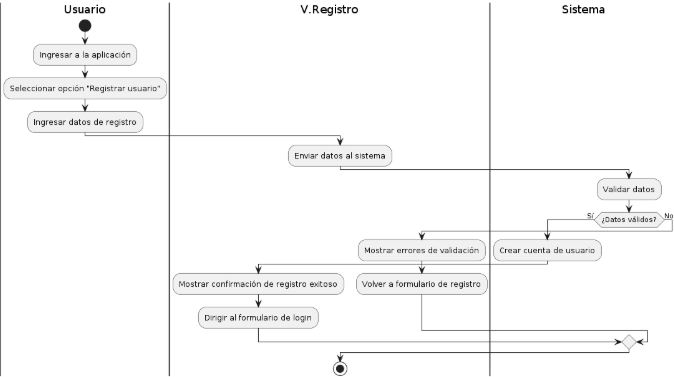 Usuario
V.Registro
Sistema
Ingresar a la aplicación
Seleccionar opción "Registrar usuario"
Ingresar datos de registro
Enviar datos al sistema
Validar datos
Sí
¿Datos válidos?
No
Mostrar errores de validación
Crear cuenta de usuario
Mostrar confirmación de registro exitoso
Volver a formulario de registro
Dirigir al formulario de login